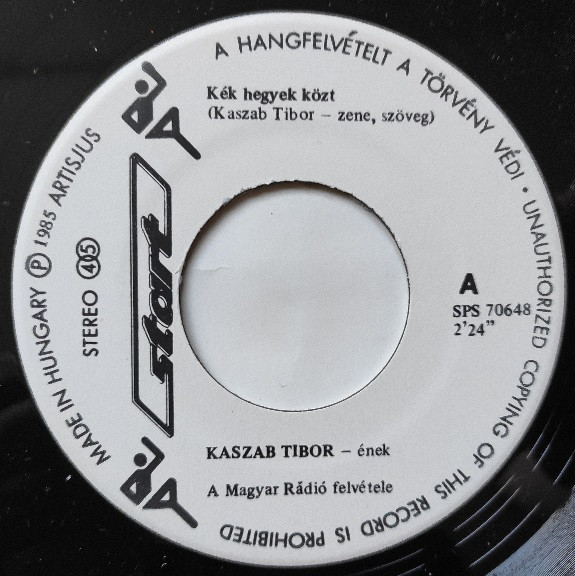 A HANGFELVÉTELT A TÖRVÉNY VÉDI · UNAUTHORIZED COPYING OF THIS RECORD IS PROHIBITED
Kék hegyek közt
(Kaszab Tibor – zene, szöveg)
MADE IN HUNGARY Ⓟ 1985 ARTISJUS
STEREO 45
start
A
SPS 70648
2'24"
KASZAB TIBOR – ének
A Magyar Rádió felvétele